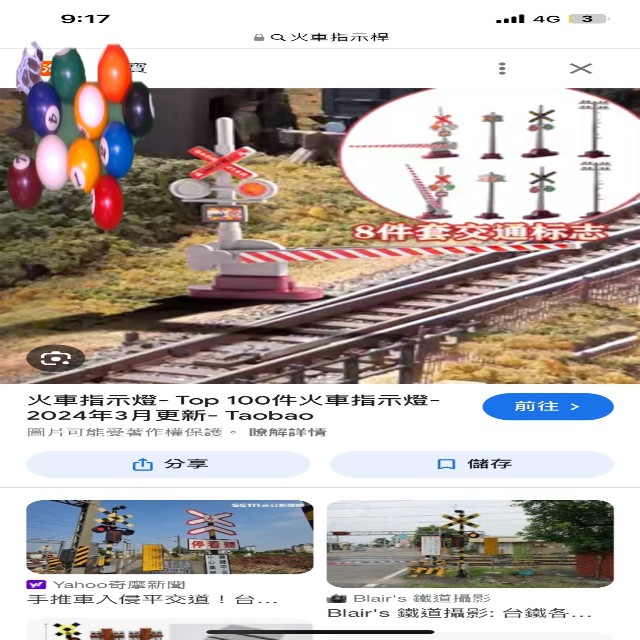 9:17
4G 3
火車指示桿
寶
8件套交通标志
火車指示燈- Top 100件火車指示燈-
2024年3月更新- Taobao
前往 >
圖片可能受著作權保護。 瞭解詳情
分享
儲存
停看聽
Yahoo奇摩新聞
手推車入侵平交道！台...
Blair's 鐵道攝影
Blair's 鐵道攝影: 台鐵各...